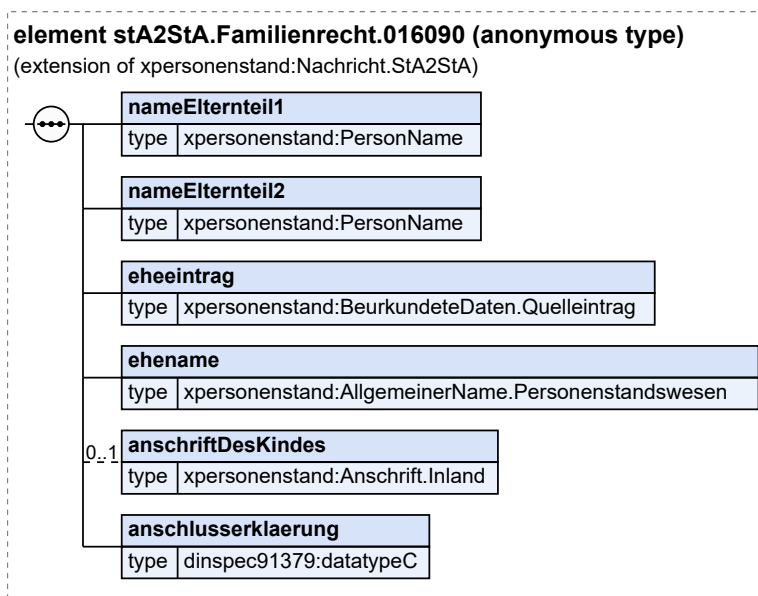 element stA2StA.Familienrecht.016090 (anonymous type)
(extension of xpersonenstand:Nachricht.StA2StA)
nameElternteil1
type xpersonenstand:PersonName
nameElternteil2
type xpersonenstand:PersonName
eheeintrag
type xpersonenstand:BeurkundeteDaten.Quelleintrag
ehename
type xpersonenstand:AllgemeinerName.Personenstandswesen
0..1 anschriftDesKindes
type xpersonenstand:Anschrift.Inland
anschlusserklaerung
type dinspec91379:datatypeC